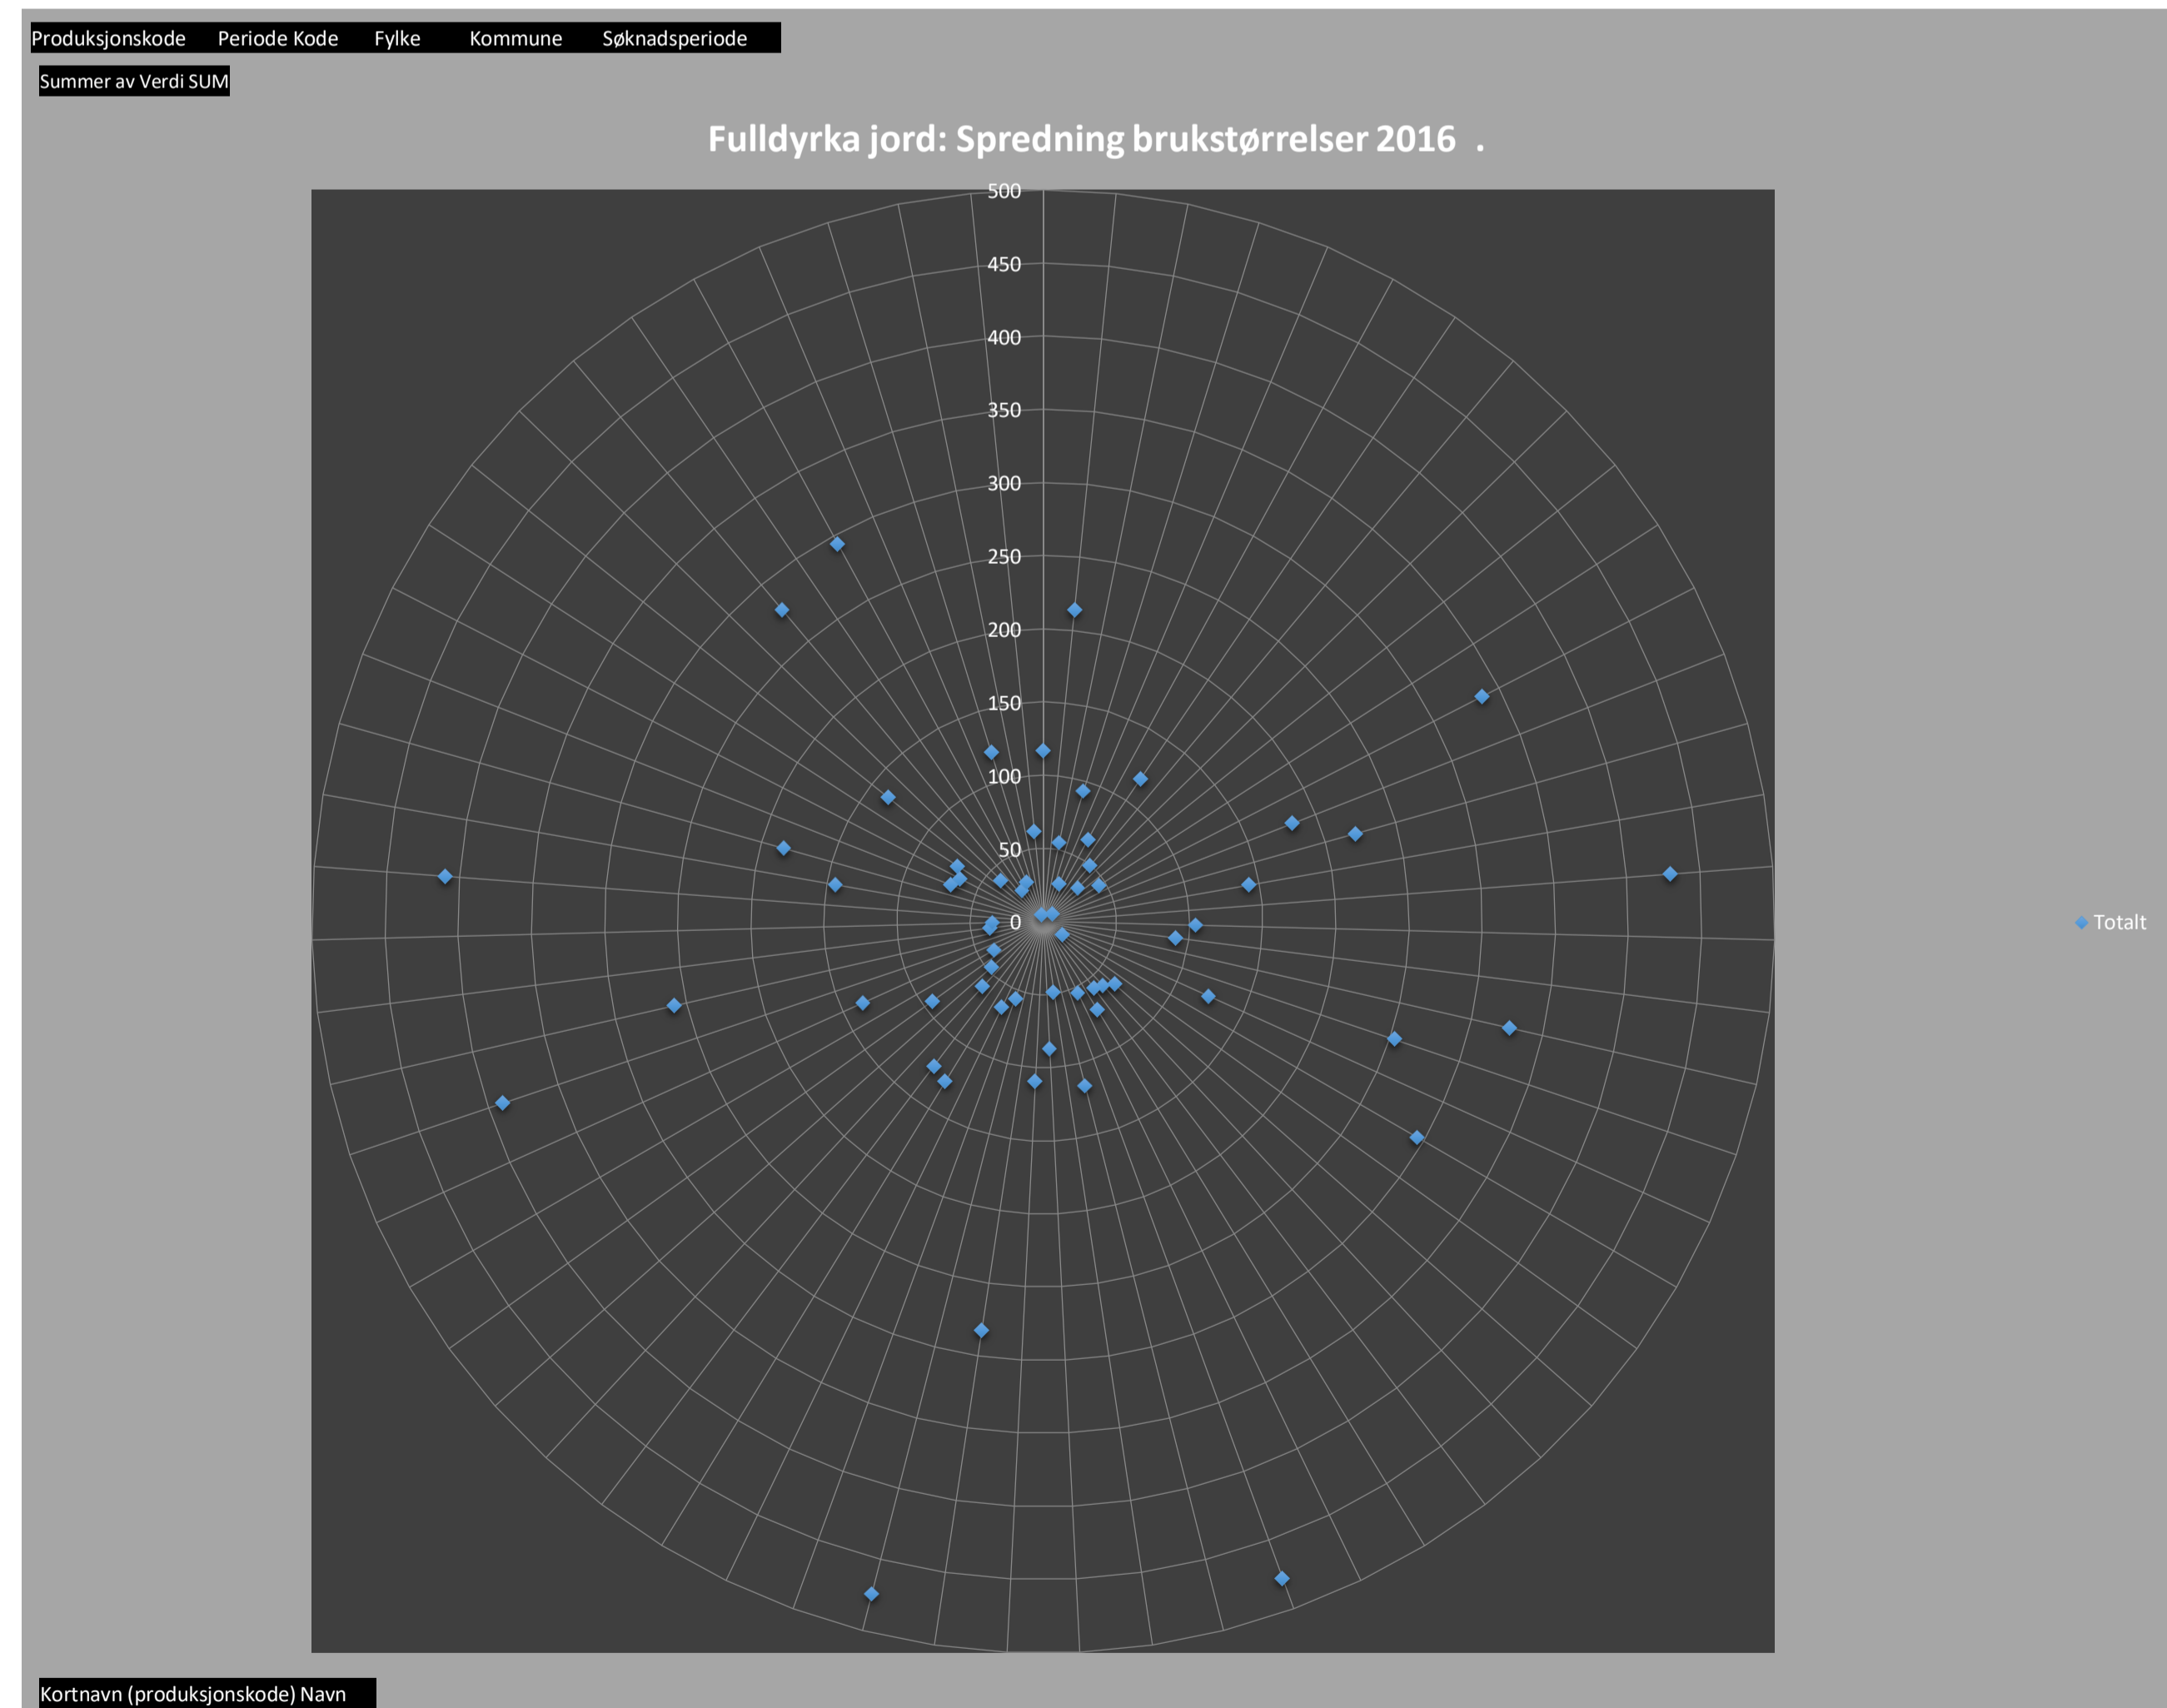 Produksjonskode Periode Kode Fylke Kommune Søknadsperiode
Summer av Verdi SUM
Fulldyrka jord: Spredning brukstørrelser 2016 .
500
450
400
350
300
250
200
150
100
50
0
Totalt
Kortnavn (produksjonskode) Navn